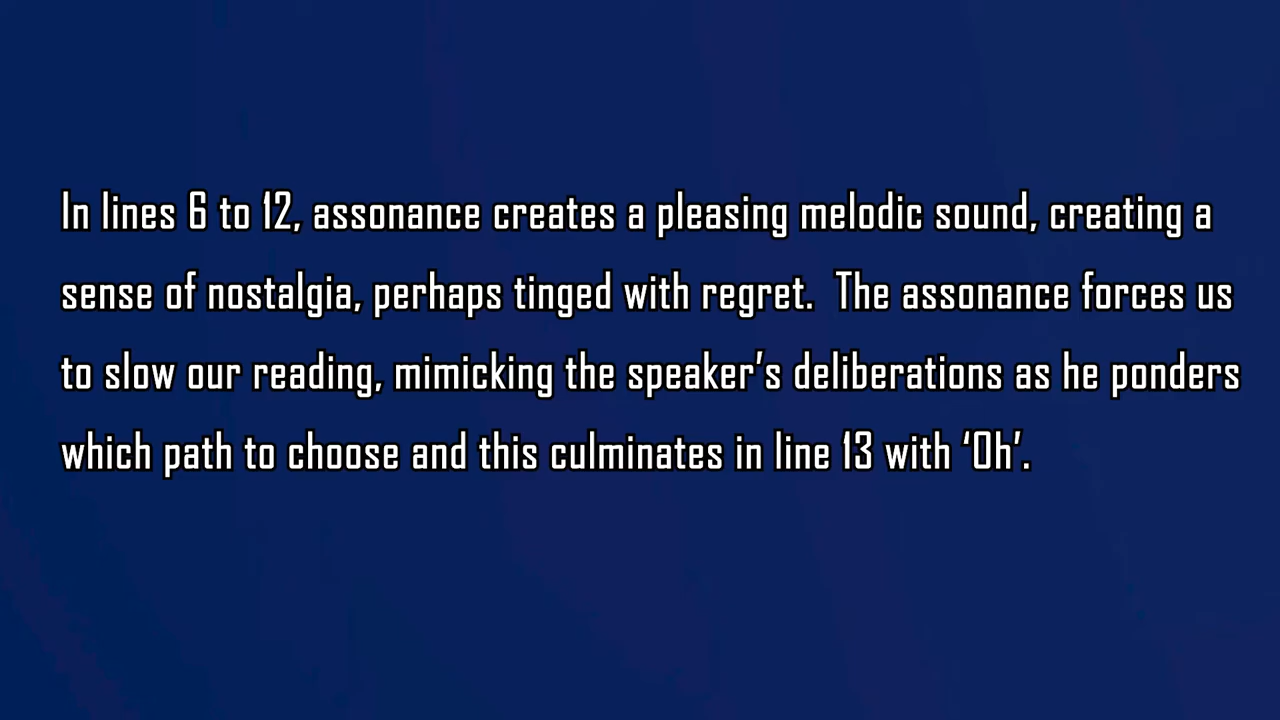 In lines 6 to 12, assonance creates a pleasing melodic sound, creating a
sense of nostalgia, perhaps tinged with regret.  The assonance forces us
to slow our reading, mimicking the speaker’s deliberations as he ponders
which path to choose and this culminates in line 13 with ‘Oh’.